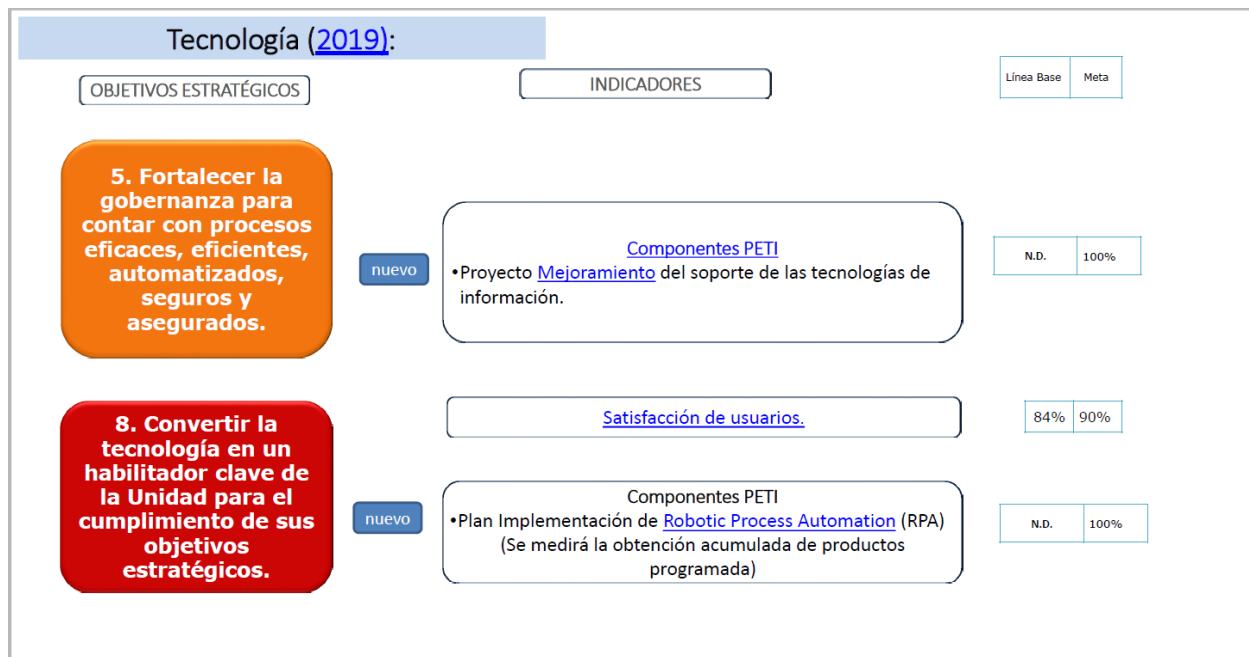 Tecnología (2019):
OBJETIVOS ESTRATÉGICOS
INDICADORES
Línea Base
Meta
5. Fortalecer la
gobernanza para
contar con procesos
eficaces, eficientes,
automatizados,
seguros y
asegurados.
nuevo
Componentes PETI
•Proyecto Mejoramiento del soporte de las tecnologías de
información.
N.D.
100%
8. Convertir la
tecnología en un
habilitador clave de
la Unidad para el
cumplimiento de sus
objetivos
estratégicos.
Satisfacción de usuarios.
84%
90%
nuevo
Componentes PETI
•Plan Implementación de Robotic Process Automation (RPA)
(Se medirá la obtención acumulada de productos
programada)
N.D.
100%